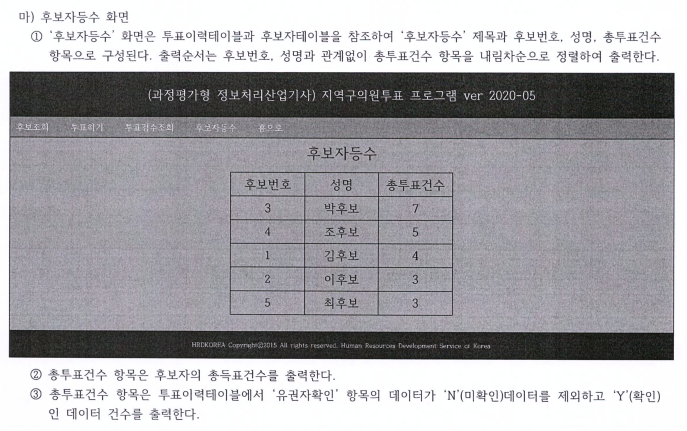 마) 후보자등수 화면
① '후보자등수' 화면은 투표이력테이블과 후보자테이블을 참조하여 '후보자등수' 제목과 후보번호, 성명, 총투표건수
항목으로 구성된다. 출력순서는 후보번호, 성명과 관계없이 총투표건수 항목을 내림차순으로 정렬하여 출력한다.
(과정평가형 정보처리산업기사) 지역구의원투표 프로그램 ver 2020-05
후보조회 투표하기 투표검수조회 후보자등수 홈으로
후보자등수
후보번호 성명 총투표건수
3 박후보 7
4 조후보 5
1 김후보 4
2 이후보 3
5 최후보 3
HRDKOREA Copyright©2015 All rights reserved. Human Resources Development Service of Korea
② 총투표건수 항목은 후보자의 총득표건수를 출력한다.
③ 총투표건수 항목은 투표이력테이블에서 '유권자확인' 항목의 데이터가 'N'(미확인)데이터를 제외하고 'Y'(확인)
인 데이터 건수를 출력한다.